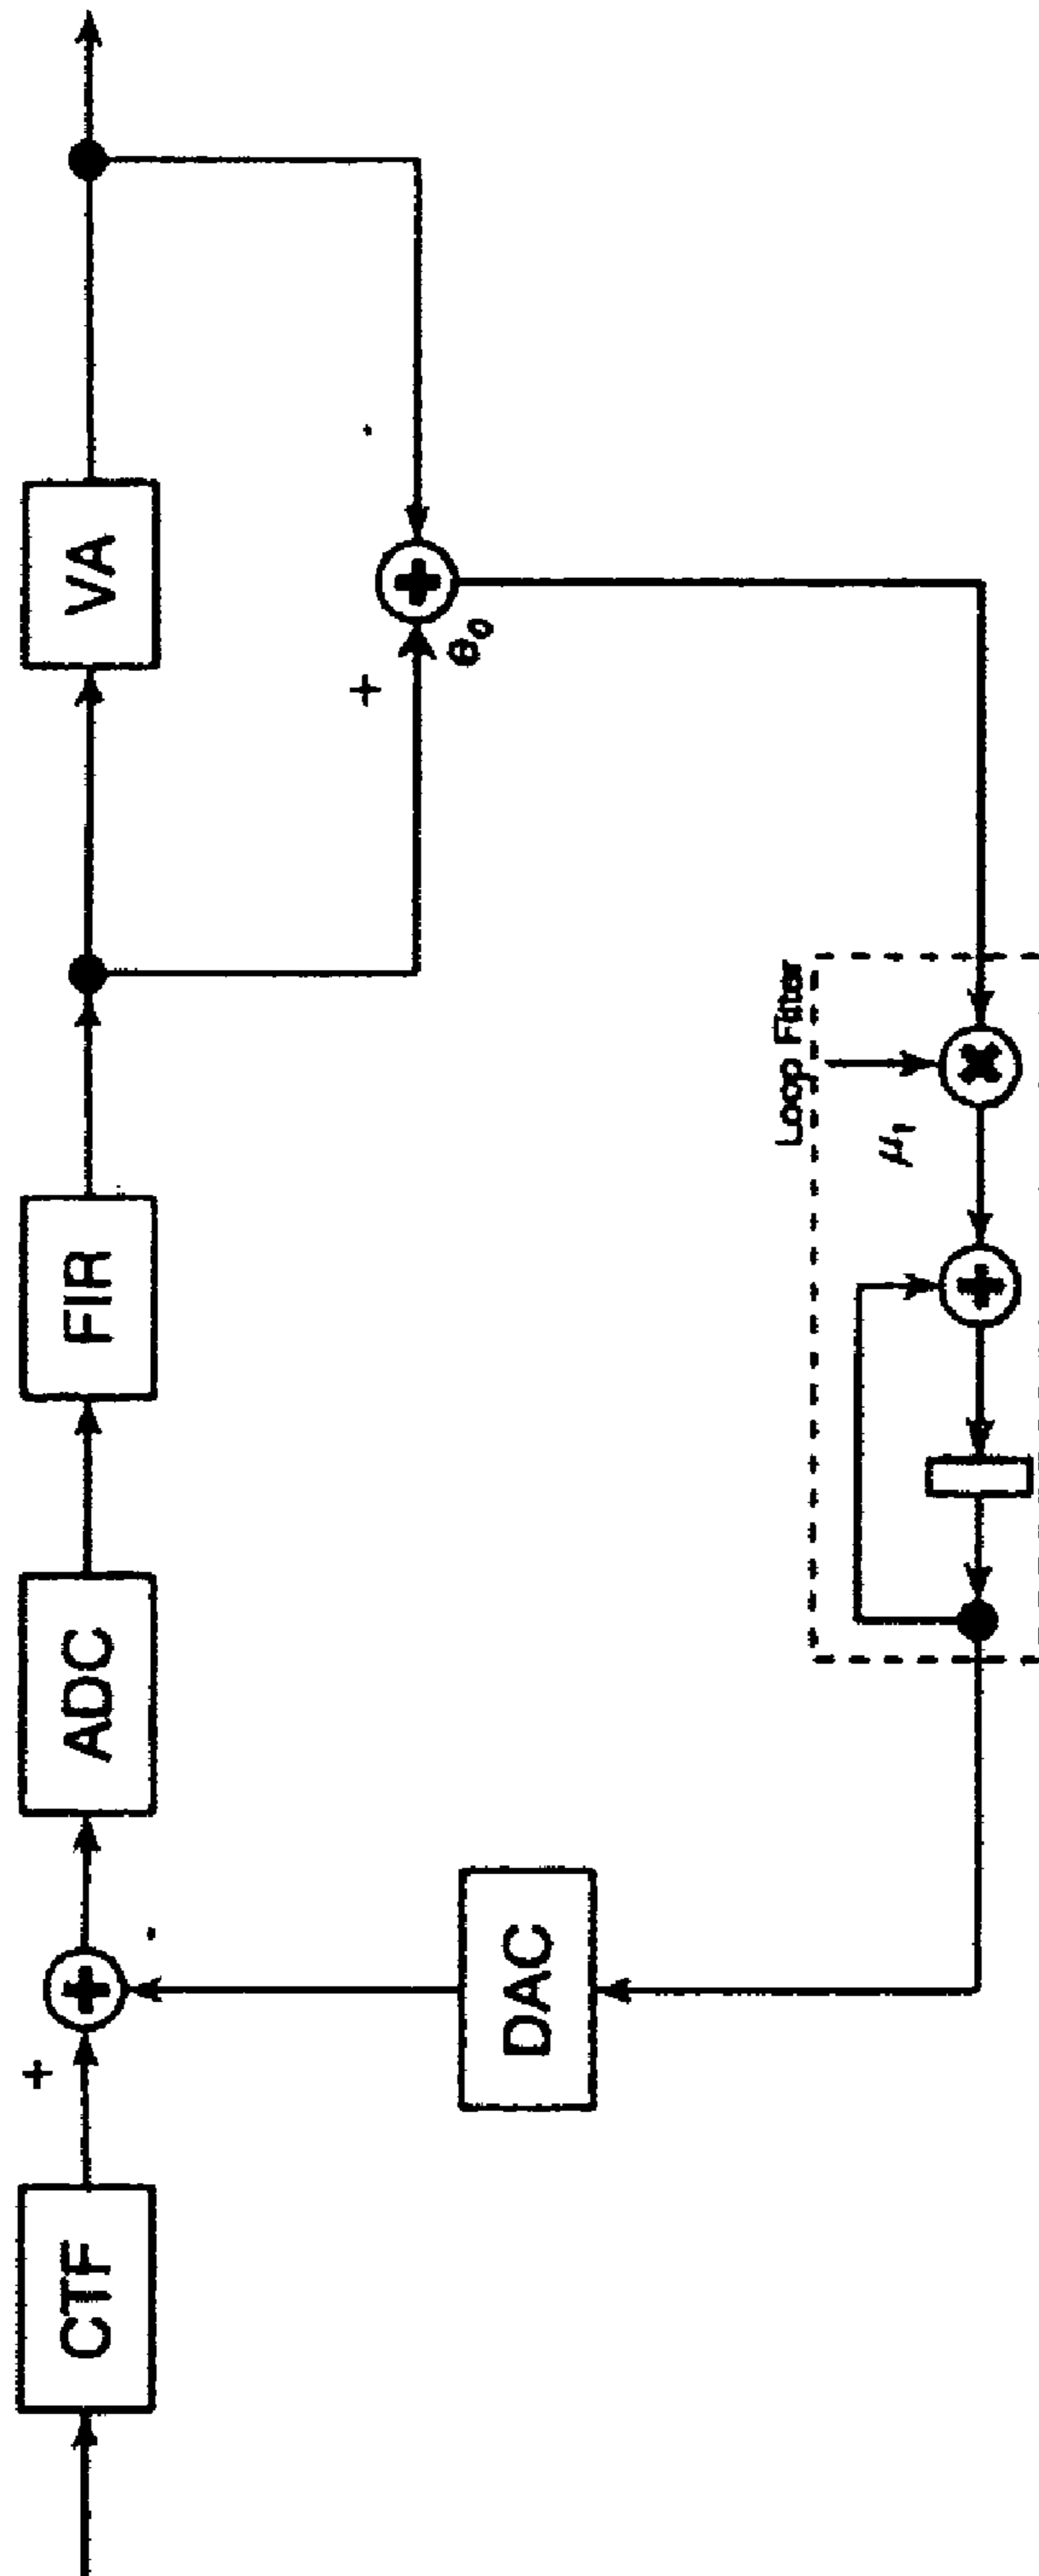 CTF
+
-
ADC
FIR
VA
+
-
e₀
DAC
Loop Filter
μ₁